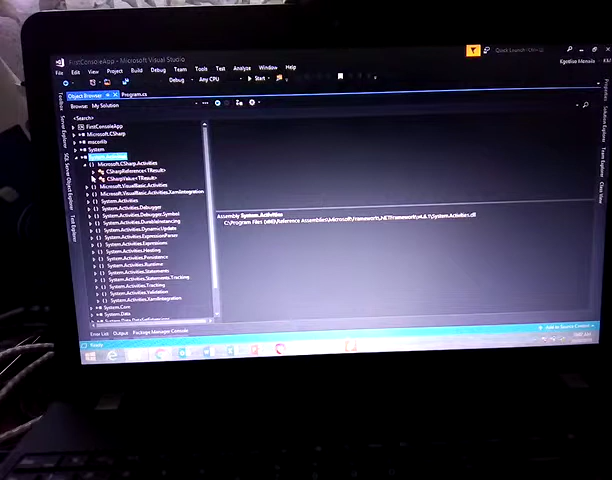 FirstConsoleApp - Microsoft Visual Studio
Quick Launch (Ctrl+Q)
File Edit View Project Build Debug Team Tools Test Analyze Window Help
Debug Any CPU Start
Object Browser Program.cs
Browse: My Solution
<Search>
FirstConsoleApp
Microsoft.CSharp
mscorlib
System
System.Activities
Microsoft.CSharp.Activities
CSharpReference<TResult>
CSharpValue<TResult>
Microsoft.VisualBasic.Activities
Microsoft.VisualBasic.Activities.XamlIntegration
System.Activities
System.Activities.Debugger
System.Activities.Debugger.Symbol
System.Activities.DurableInstancing
System.Activities.DynamicUpdate
System.Activities.ExpressionParser
System.Activities.Expressions
System.Activities.Hosting
System.Activities.Persistence
System.Activities.Runtime
System.Activities.Statements
System.Activities.Statements.Tracking
System.Activities.Tracking
System.Activities.Validation
System.Activities.XamlIntegration
System.Core
System.Data
Assembly System.Activities
C:\Program Files (x86)\Reference Assemblies\Microsoft\Framework\.NETFramework\v4.6.1\System.Activities.dll
Toolbox
Server Explorer
SQL Server Object Explorer
Test Explorer
Properties
Solution Explorer
Team Explorer
Class View
Error List Output Package Manager Console
Ready
Add to Source Control